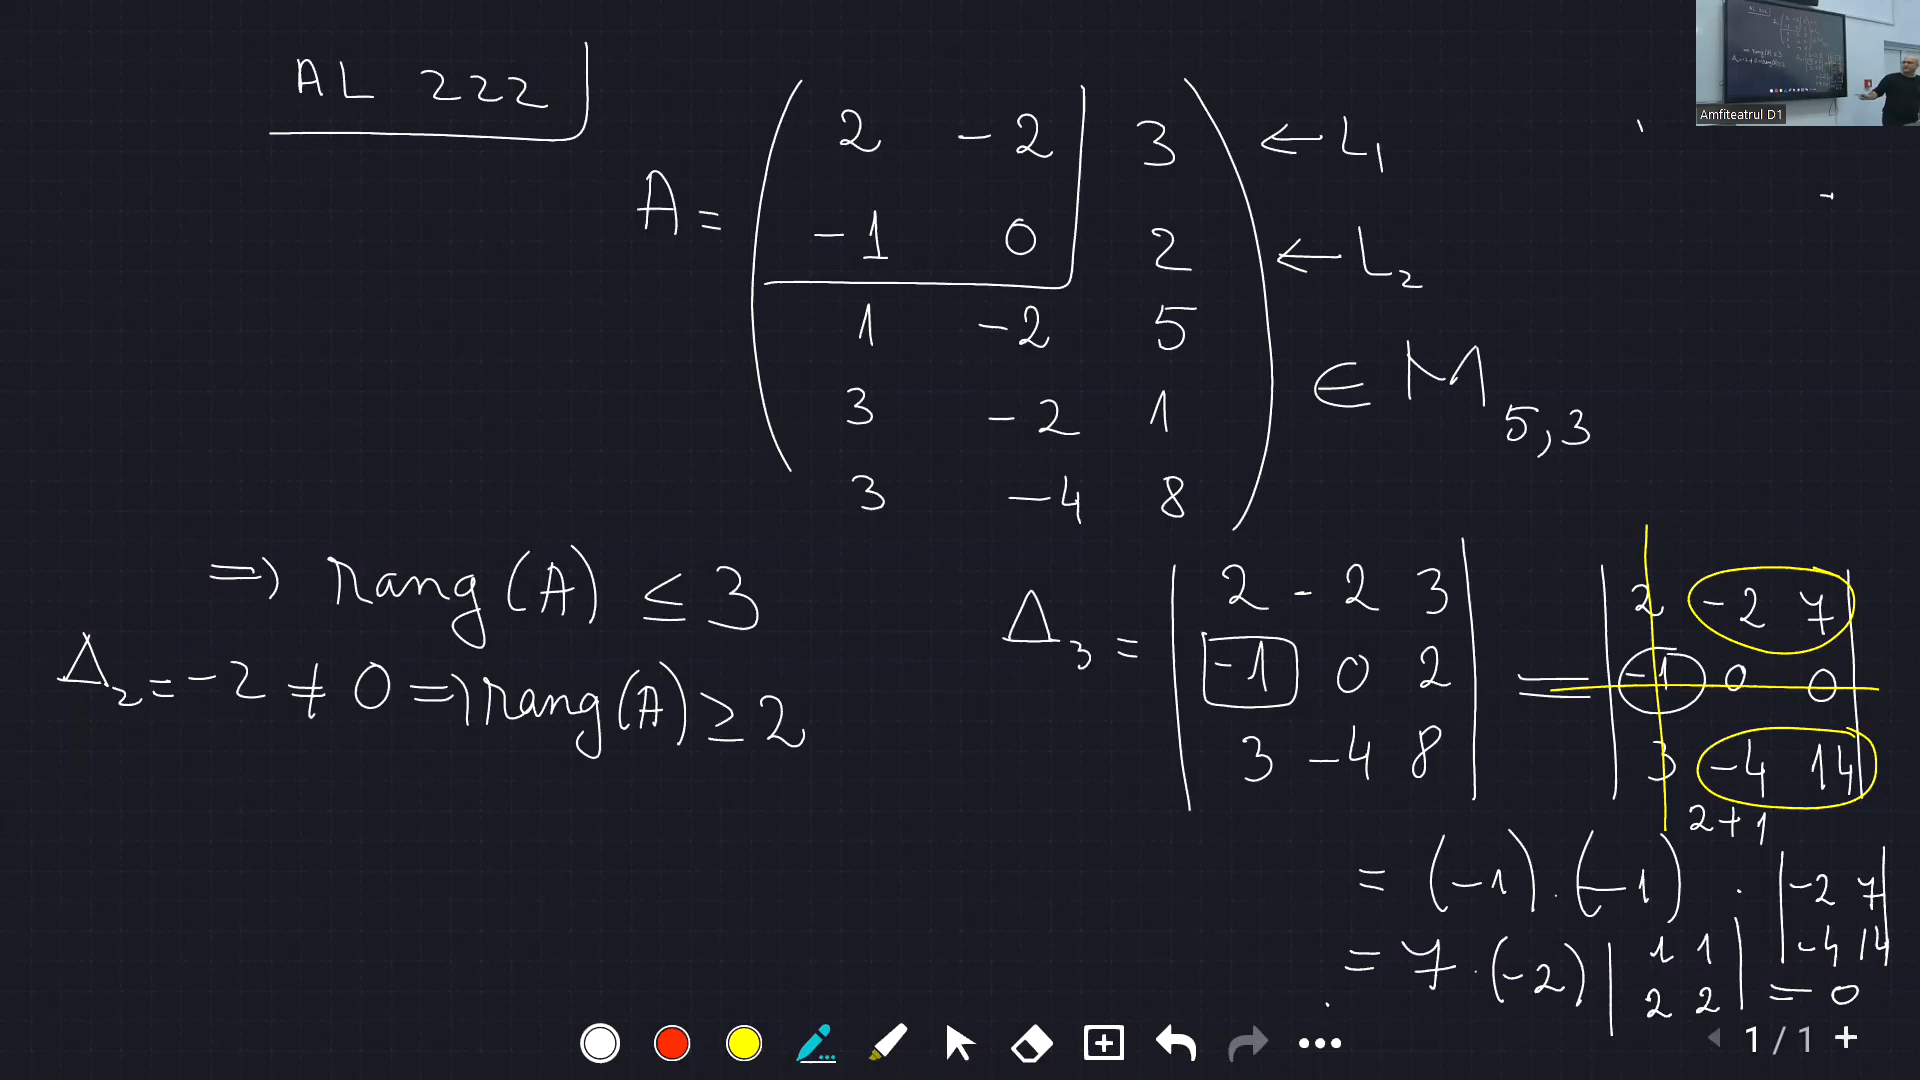 AL 222
A =
2 -2 3 ← L1
-1 0 2 ← L2
1 -2 5
3 -2 1
3 -4 8
∈ M5,3
⇒ rang(A) ≤ 3
Δ2 = -2 ≠ 0 ⇒ rang(A) ≥ 2
Δ3 =
2 -2 3
-1 0 2
3 -4 8
=
2 -2 7
-1 0 0
3 -4 14
= (-1)·(-1)2+1 · |-2 7
-4 14|
= 7·(-2) |1 1
2 2| = 0
Amfiteatrul D1
1 / 1